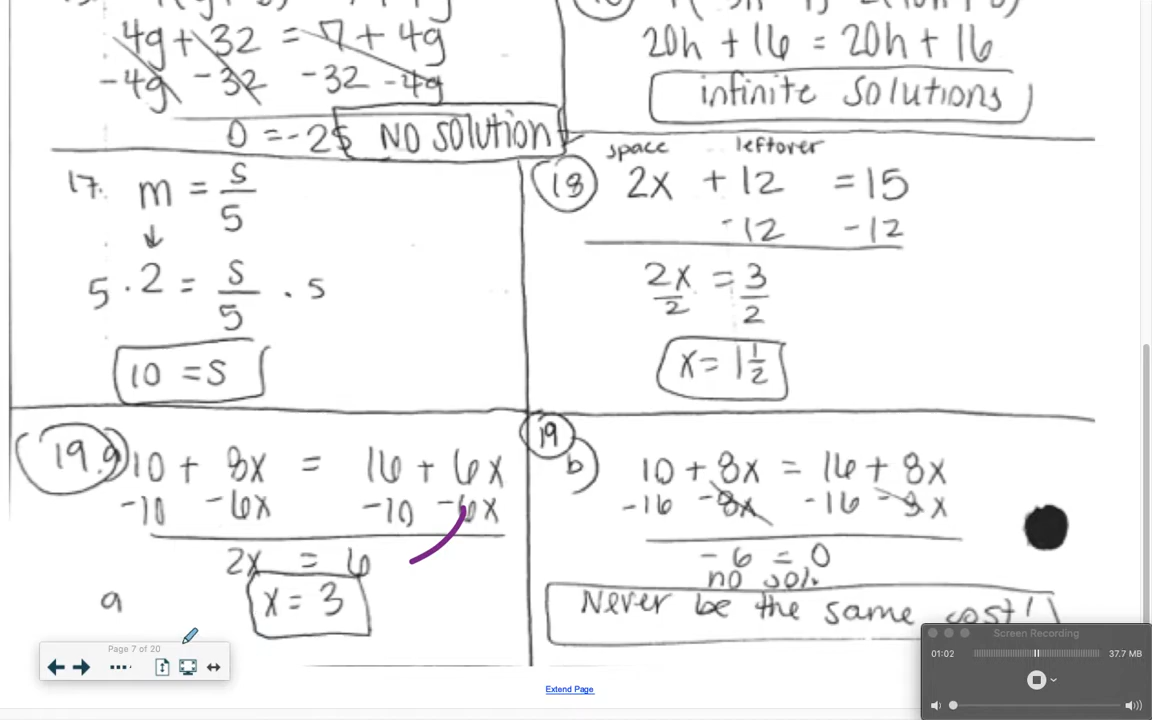 4g + 32 = 7 + 4g
-4g -32 -32 -4g
0 = -25 NO SOLUTION
20h + 16 = 20h + 16
infinite solutions
17. m = s/5
↓
5 · 2 = s/5 · 5
10 = s
space leftover
18 2x + 12 = 15
-12 -12
2x/2 = 3/2
x = 1 1/2
19. a) 10 + 8x = 16 + 6x
-10 -6x -10 -6x
2x = 6
x = 3
a
19
b) 10 + 8x = 16 + 8x
-16 -8x -16 -8x
-6 = 0
no sol.
Never be the same cost!
Page 7 of 20
Extend Page
Screen Recording
01:02 37.7 MB